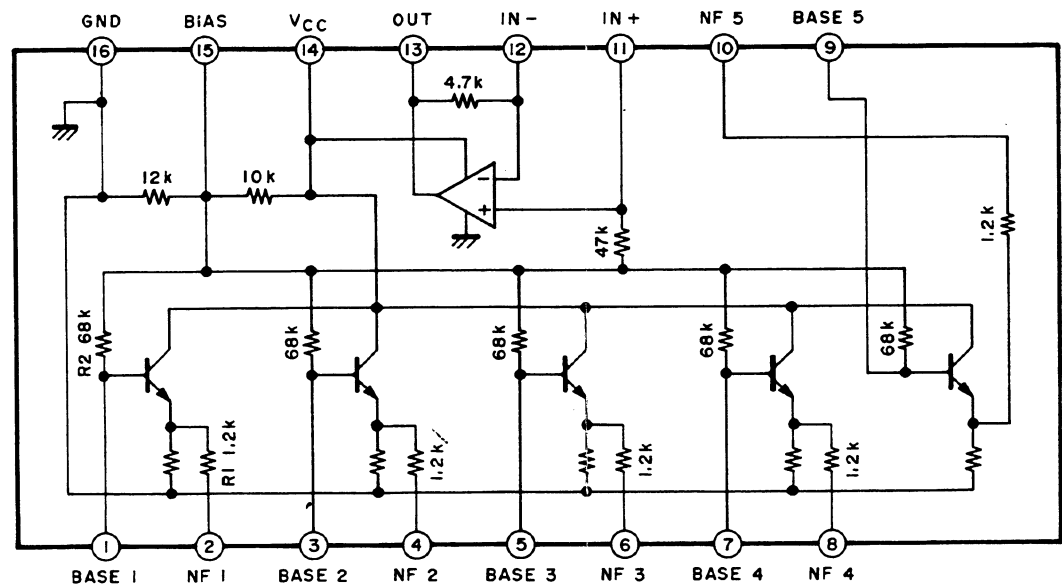 GND BiAS VCC OUT IN- IN+ NF 5 BASE 5
16 15 14 13 12 11 10 9
4.7k
12k 10k
-
+
47k
1.2k
R2 68k
68k
68k
68k
68k
R1 1.2k
1.2k
1.2k
1.2k
1 2 3 4 5 6 7 8
BASE 1 NF 1 BASE 2 NF 2 BASE 3 NF 3 BASE 4 NF 4